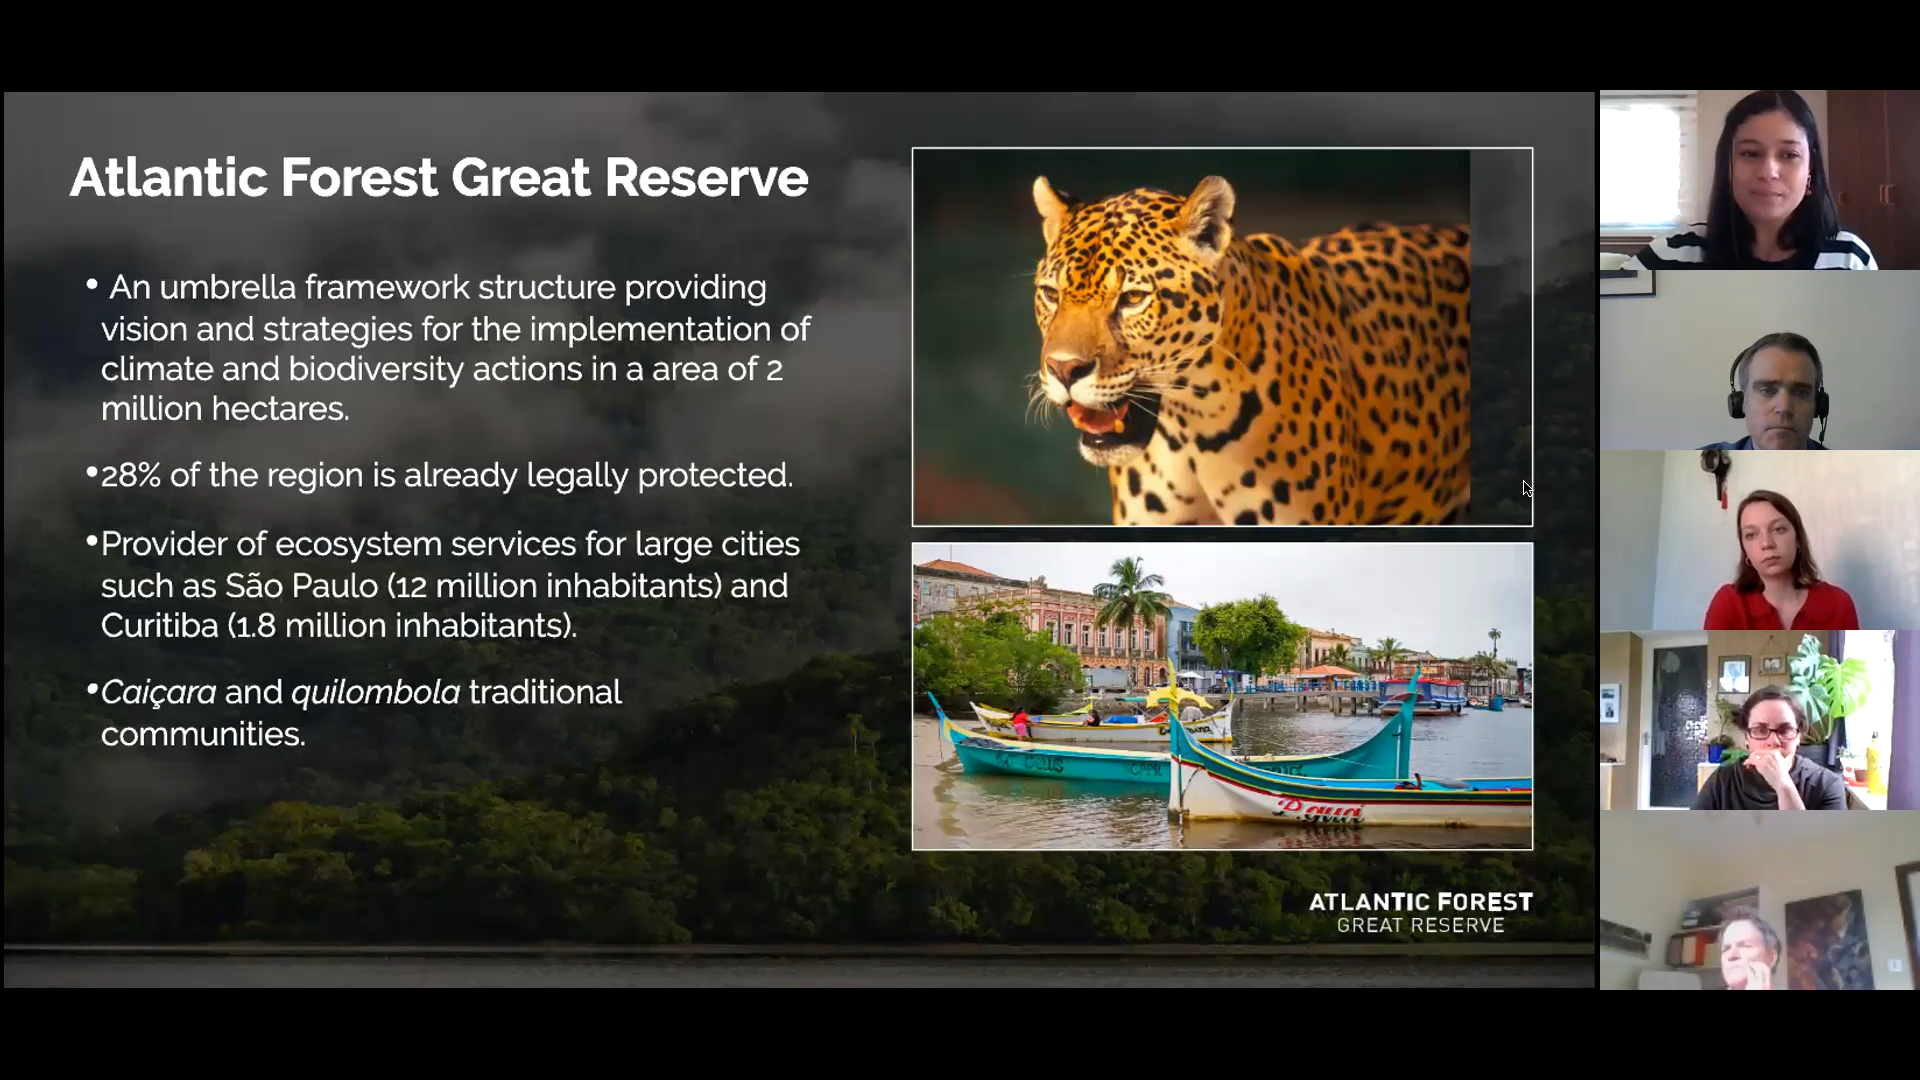 Atlantic Forest Great Reserve
• An umbrella framework structure providing
vision and strategies for the implementation of
climate and biodiversity actions in a area of 2
million hectares.
•28% of the region is already legally protected.
•Provider of ecosystem services for large cities
such as São Paulo (12 million inhabitants) and
Curitiba (1.8 million inhabitants).
•Caiçara and quilombola traditional
communities.
P.guá
ATLANTIC FOREST
GREAT RESERVE